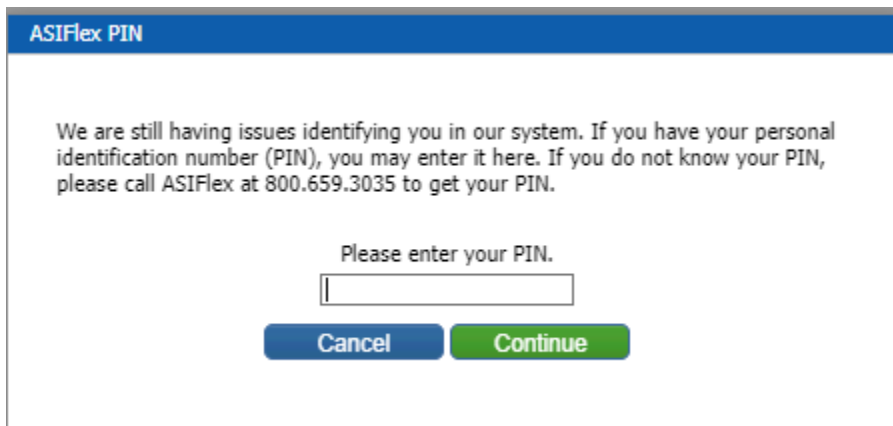 ASIFlex PIN
We are still having issues identifying you in our system. If you have your personal
identification number (PIN), you may enter it here. If you do not know your PIN,
please call ASIFlex at 800.659.3035 to get your PIN.
Please enter your PIN.
Cancel Continue